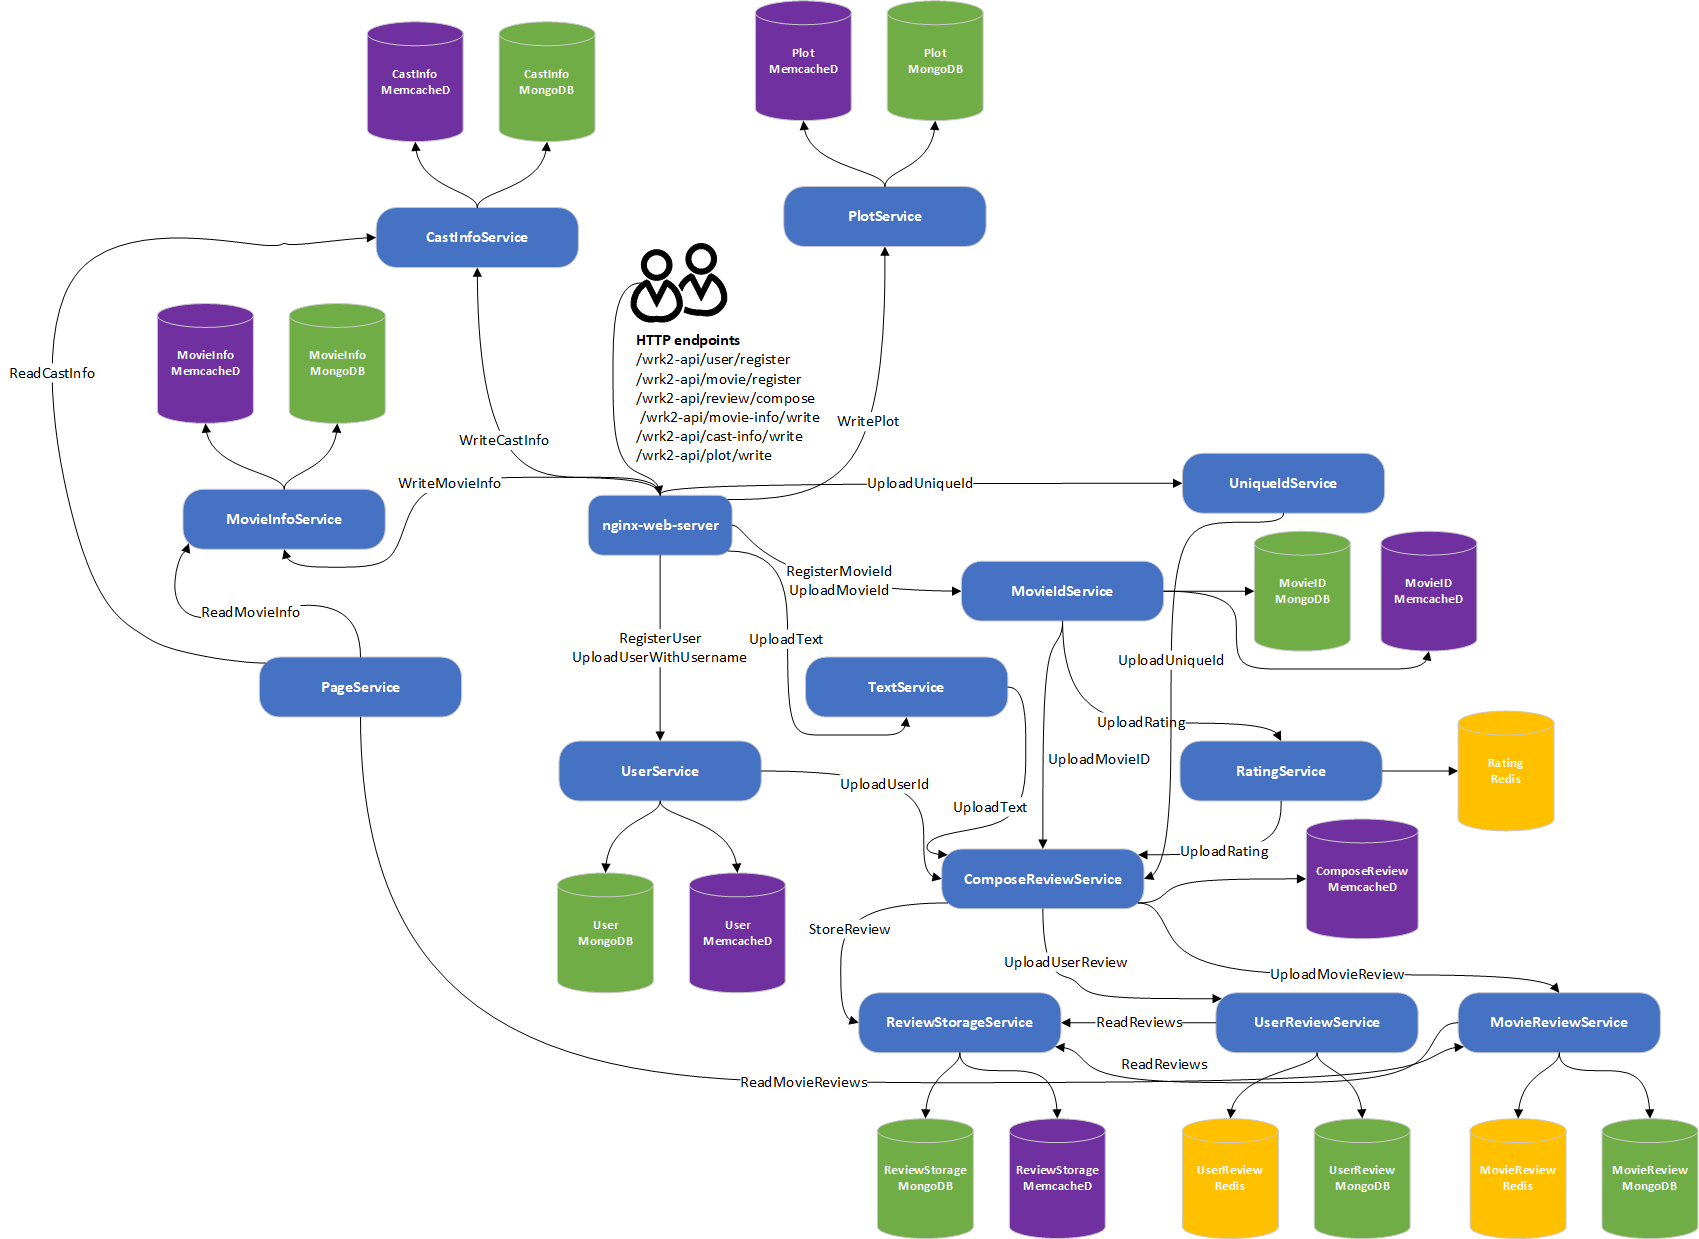 Plot
MemcacheD
Plot
MongoDB
CastInfo
MemcacheD
CastInfo
MongoDB
PlotService
CastInfoService
HTTP endpoints
/wrk2-api/user/register
/wrk2-api/movie/register
/wrk2-api/review/compose
/wrk2-api/movie-info/write
/wrk2-api/cast-info/write
/wrk2-api/plot/write
MovieInfo
MemcacheD
MovieInfo
MongoDB
ReadCastInfo
WritePlot
WriteCastInfo
WriteMovieInfo
UploadUniqueId
UniqueIdService
MovieInfoService
nginx-web-server
RegisterMovieId
UploadMovieId
MovieIdService
MovieID
MongoDB
MovieID
MemcacheD
ReadMovieInfo
RegisterUser
UploadUserWithUsername
UploadText
UploadUniqueId
PageService
TextService
UploadRating
UploadMovieID
UserService
RatingService
Rating
Redis
UploadUserId
UploadText
UploadRating
ComposeReviewService
ComposeReview
MemcacheD
User
MongoDB
User
MemcacheD
StoreReview
UploadUserReview
UploadMovieReview
ReviewStorageService
ReadReviews
UserReviewService
MovieReviewService
ReadReviews
ReadMovieReviews
ReviewStorage
MongoDB
ReviewStorage
MemcacheD
UserReview
Redis
UserReview
MongoDB
MovieReview
Redis
MovieReview
MongoDB